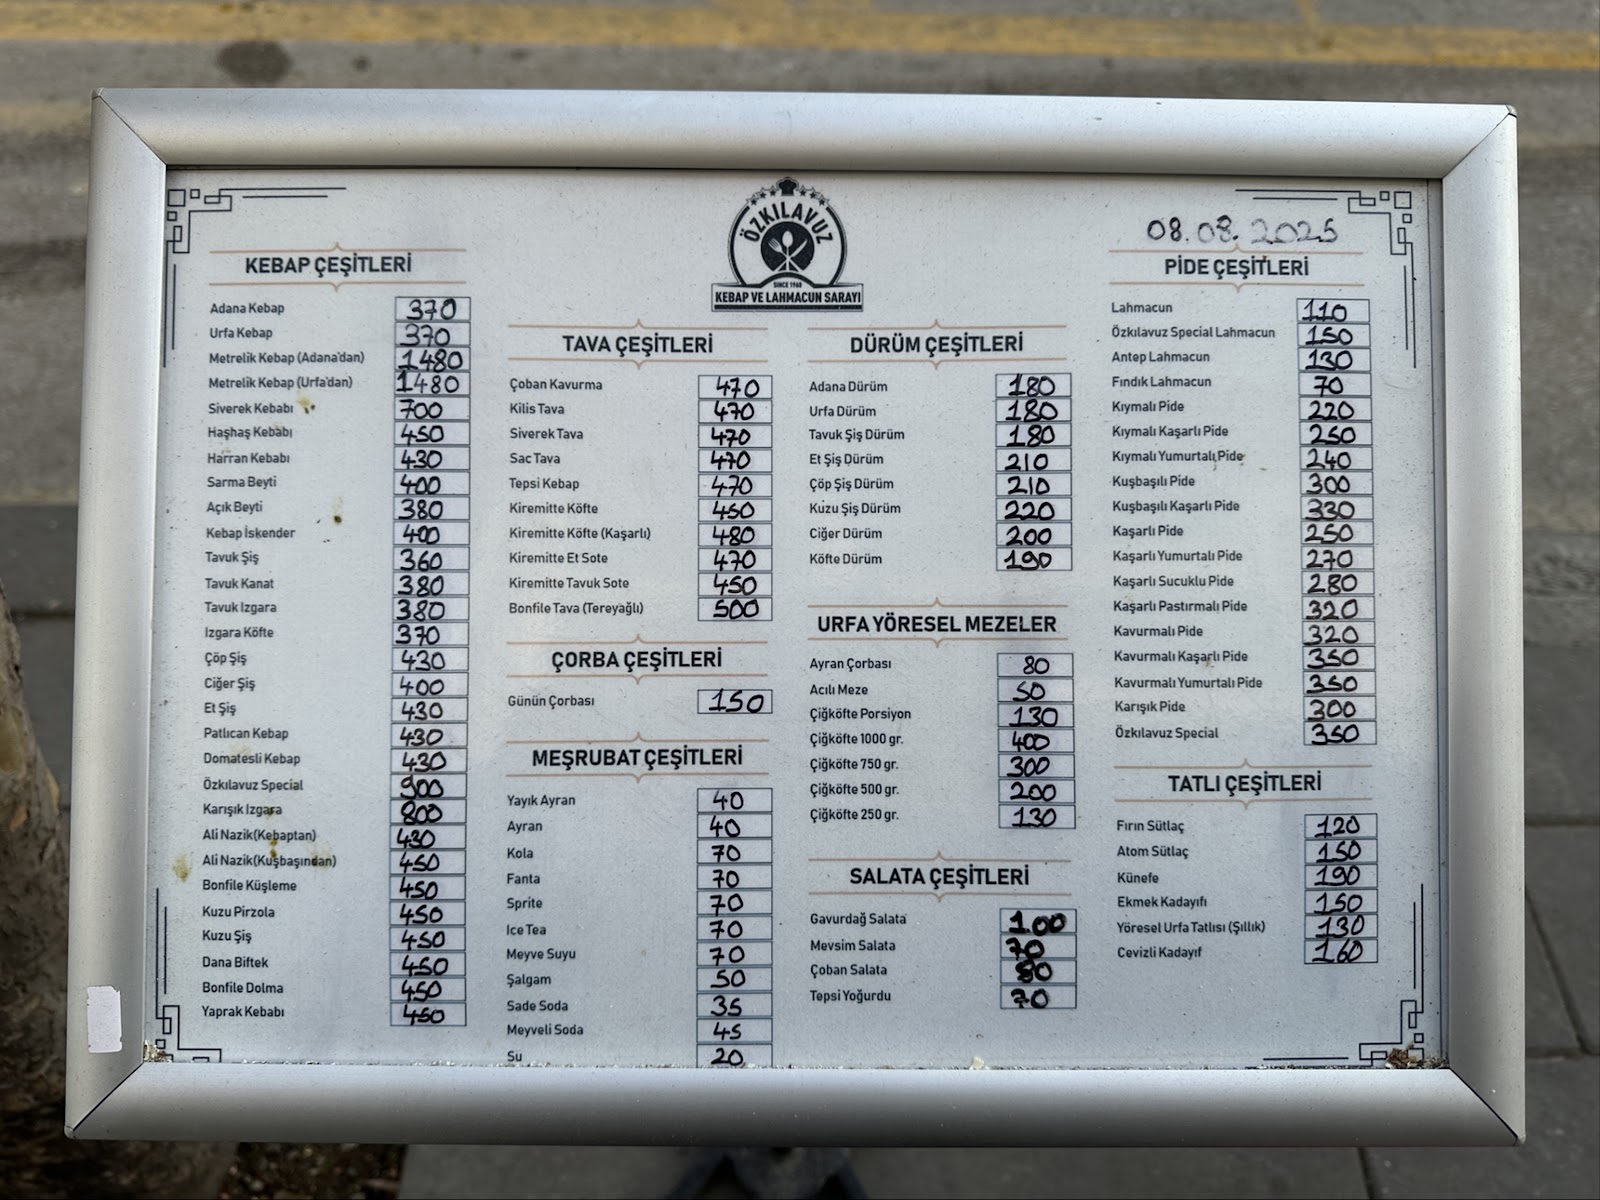 ÖZKILAVUZ
SINCE 1968
KEBAP VE LAHMACUN SARAYI
08.08.2025
KEBAP ÇEŞİTLERİ
Adana Kebap 370
Urfa Kebap 370
Metrelik Kebap (Adana'dan) 1480
Metrelik Kebap (Urfa'dan) 1480
Siverek Kebabı 700
Haşhaş Kebabı 450
Harran Kebabı 430
Sarma Beyti 400
Açık Beyti 380
Kebap İskender 400
Tavuk Şiş 360
Tavuk Kanat 380
Tavuk Izgara 380
Izgara Köfte 370
Çöp Şiş 430
Ciğer Şiş 400
Et Şiş 430
Patlıcan Kebap 430
Domatesli Kebap 430
Özkılavuz Special 900
Karışık Izgara 800
Ali Nazik(Kebaptan) 430
Ali Nazik(Kuşbaşından) 450
Bonfile Küşleme 450
Kuzu Pirzola 450
Kuzu Şiş 450
Dana Biftek 450
Bonfile Dolma 450
Yaprak Kebabı 450
TAVA ÇEŞİTLERİ
Çoban Kavurma 470
Kilis Tava 470
Siverek Tava 470
Sac Tava 470
Tepsi Kebap 470
Kiremitte Köfte 450
Kiremitte Köfte (Kaşarlı) 480
Kiremitte Et Sote 470
Kiremitte Tavuk Sote 450
Bonfile Tava (Tereyağlı) 500
ÇORBA ÇEŞİTLERİ
Günün Çorbası 150
MEŞRUBAT ÇEŞİTLERİ
Yayık Ayran 40
Ayran 40
Kola 70
Fanta 70
Sprite 70
Ice Tea 70
Meyve Suyu 70
Şalgam 50
Sade Soda 35
Meyveli Soda 45
Su 20
DÜRÜM ÇEŞİTLERİ
Adana Dürüm 180
Urfa Dürüm 180
Tavuk Şiş Dürüm 180
Et Şiş Dürüm 210
Çöp Şiş Dürüm 210
Kuzu Şiş Dürüm 220
Ciğer Dürüm 200
Köfte Dürüm 190
URFA YÖRESEL MEZELER
Ayran Çorbası 80
Acılı Meze 50
Çiğköfte Porsiyon 130
Çiğköfte 1000 gr. 400
Çiğköfte 750 gr. 300
Çiğköfte 500 gr. 200
Çiğköfte 250 gr. 130
SALATA ÇEŞİTLERİ
Gavurdağ Salata 100
Mevsim Salata 70
Çoban Salata 80
Tepsi Yoğurdu 70
PİDE ÇEŞİTLERİ
Lahmacun 110
Özkılavuz Special Lahmacun 150
Antep Lahmacun 130
Fındık Lahmacun 70
Kıymalı Pide 220
Kıymalı Kaşarlı Pide 250
Kıymalı Yumurtalı Pide 240
Kuşbaşılı Pide 300
Kuşbaşılı Kaşarlı Pide 330
Kaşarlı Pide 250
Kaşarlı Yumurtalı Pide 270
Kaşarlı Sucuklu Pide 280
Kaşarlı Pastırmalı Pide 320
Kavurmalı Pide 320
Kavurmalı Kaşarlı Pide 350
Kavurmalı Yumurtalı Pide 350
Karışık Pide 300
Özkılavuz Special 350
TATLI ÇEŞİTLERİ
Fırın Sütlaç 120
Atom Sütlaç 150
Künefe 190
Ekmek Kadayıfı 150
Yöresel Urfa Tatlısı (Şıllık) 130
Cevizli Kadayıf 160